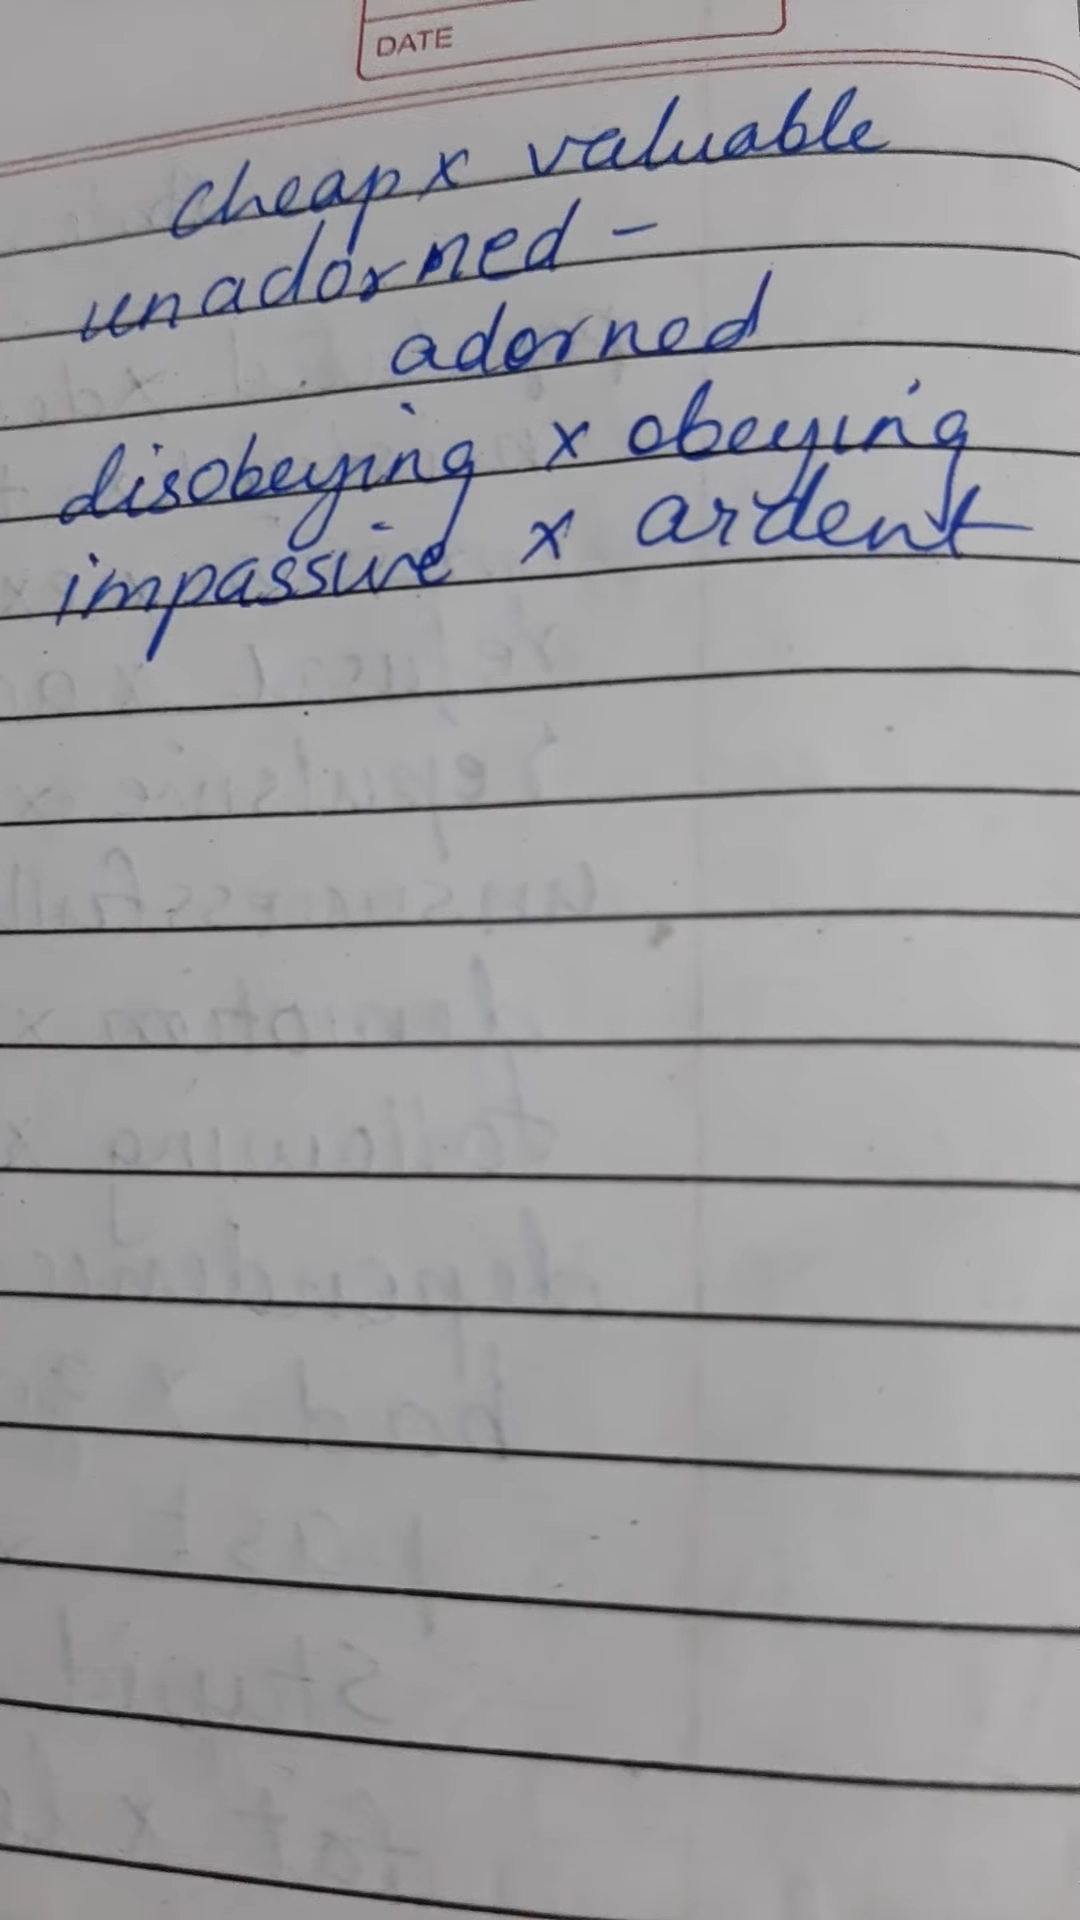 DATE
cheap x valuable
unadorned -
adorned
disobeying x obeying
impassive x ardent